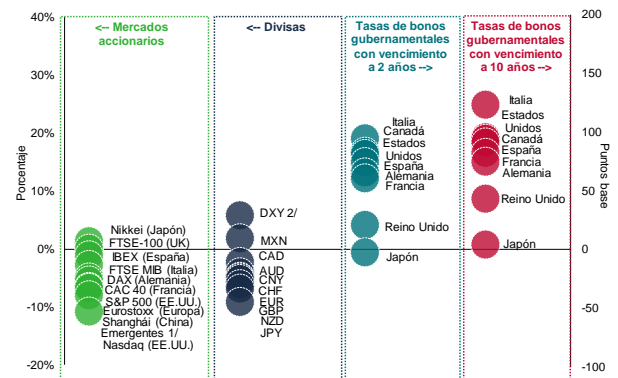 40%
30%
20%
10%
0%
-10%
-20%
Porcentaje
<-- Mercados
accionarios
Nikkei (Japón)
FTSE-100 (UK)
IBEX (España)
FTSE MIB (Italia)
DAX (Alemania)
CAC 40 (Francia)
S&P 500 (EE.UU.)
Eurostoxx (Europa)
Shanghái (China)
Emergentes 1/
Nasdaq (EE.UU.)
<-- Divisas
DXY 2/
MXN
CAD
AUD
CNY
CHF
EUR
GBP
NZD
JPY
Tasas de bonos
gubernamentales
con vencimiento
a 2 años -->
Italia
Canadá
Estados
Unidos
España
Alemania
Francia
Reino Unido
Japón
Tasas de bonos
gubernamentales
con vencimiento
a 10 años -->
Italia
Estados
Unidos
Canadá
España
Francia
Alemania
Reino Unido
Japón
200
150
100
50
0
-50
-100
Puntos base